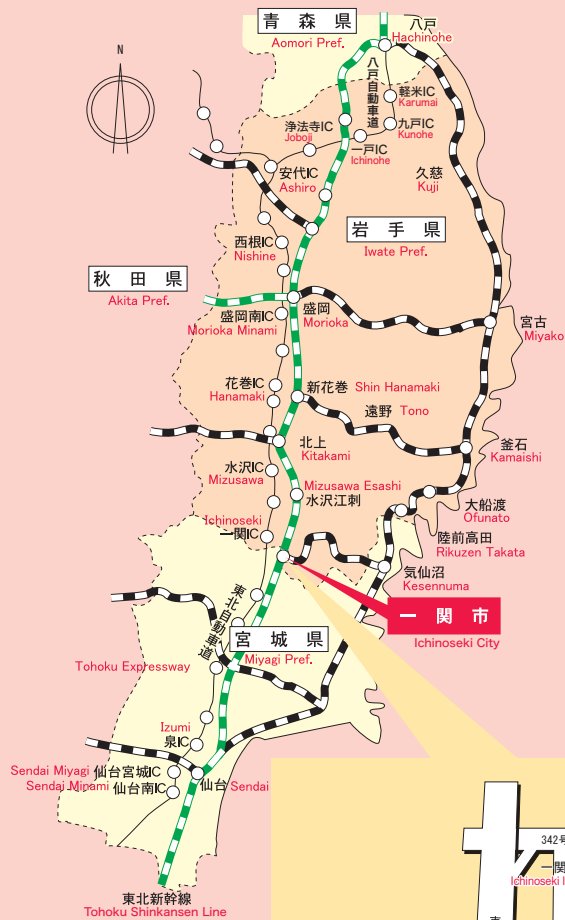 青森県
Aomori Pref.
八戸
Hachinohe
N
八戸自動車道
軽米IC
Karumai
九戸IC
Kunohe
浄法寺IC
Joboji
一戸IC
Ichinohe
安代IC
Ashiro
久慈
Kuji
岩手県
Iwate Pref.
西根IC
Nishine
秋田県
Akita Pref.
盛岡南IC
Morioka Minami
盛岡
Morioka
宮古
Miyako
花巻IC
Hanamaki
新花巻 Shin Hanamaki
遠野 Tono
釜石
Kamaishi
北上
Kitakami
水沢IC
Mizusawa
Mizusawa Esashi
水沢江刺
大船渡
Ofunato
Ichinoseki
一関IC
陸前高田
Rikuzen Takata
気仙沼
Kesennuma
一関市
Ichinoseki City
東北自動車道
宮城県
Miyagi Pref.
Tohoku Expressway
Izumi
泉IC
Sendai Miyagi 仙台宮城IC
Sendai Minami 仙台南IC
仙台 Sendai
東北新幹線
Tohoku Shinkansen Line
342号
一関
Ichinoseki I
東